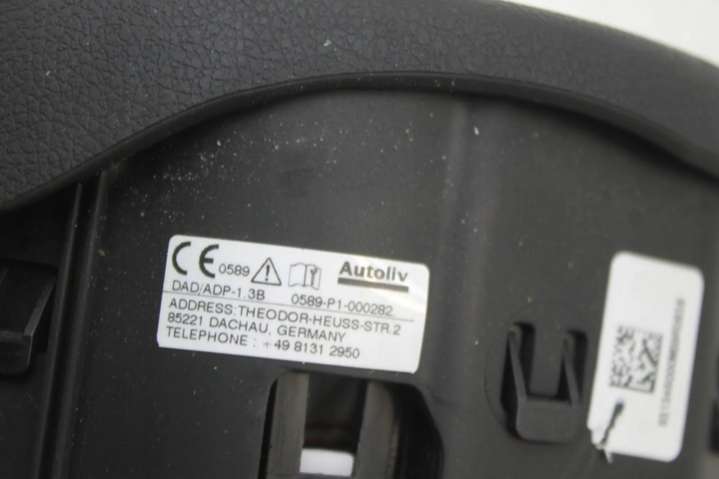 CE 0589 Autoliv
DAD/ADP-1.3B 0589-P1-000282
ADDRESS:THEODOR-HEUSS-STR.2
85221 DACHAU, GERMANY
TELEPHONE : +49 8131 2950